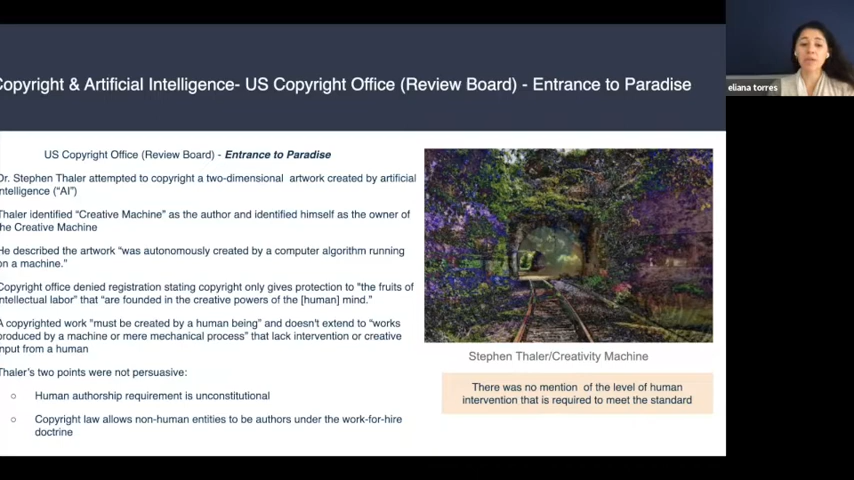 opyright & Artificial Intelligence- US Copyright Office (Review Board) - Entrance to Paradise
eliana torres
US Copyright Office (Review Board) - Entrance to Paradise
Dr. Stephen Thaler attempted to copyright a two-dimensional artwork created by artificial
ntelligence ("AI")
Thaler identified "Creative Machine" as the author and identified himself as the owner of
the Creative Machine
He described the artwork "was autonomously created by a computer algorithm running
on a machine."
Copyright office denied registration stating copyright only gives protection to "the fruits of
intellectual labor" that "are founded in the creative powers of the [human] mind."
A copyrighted work "must be created by a human being" and doesn't extend to "works
produced by a machine or mere mechanical process" that lack intervention or creative
input from a human
Thaler's two points were not persuasive:
○ Human authorship requirement is unconstitutional
○ Copyright law allows non-human entities to be authors under the work-for-hire
doctrine
Stephen Thaler/Creativity Machine
There was no mention of the level of human
intervention that is required to meet the standard